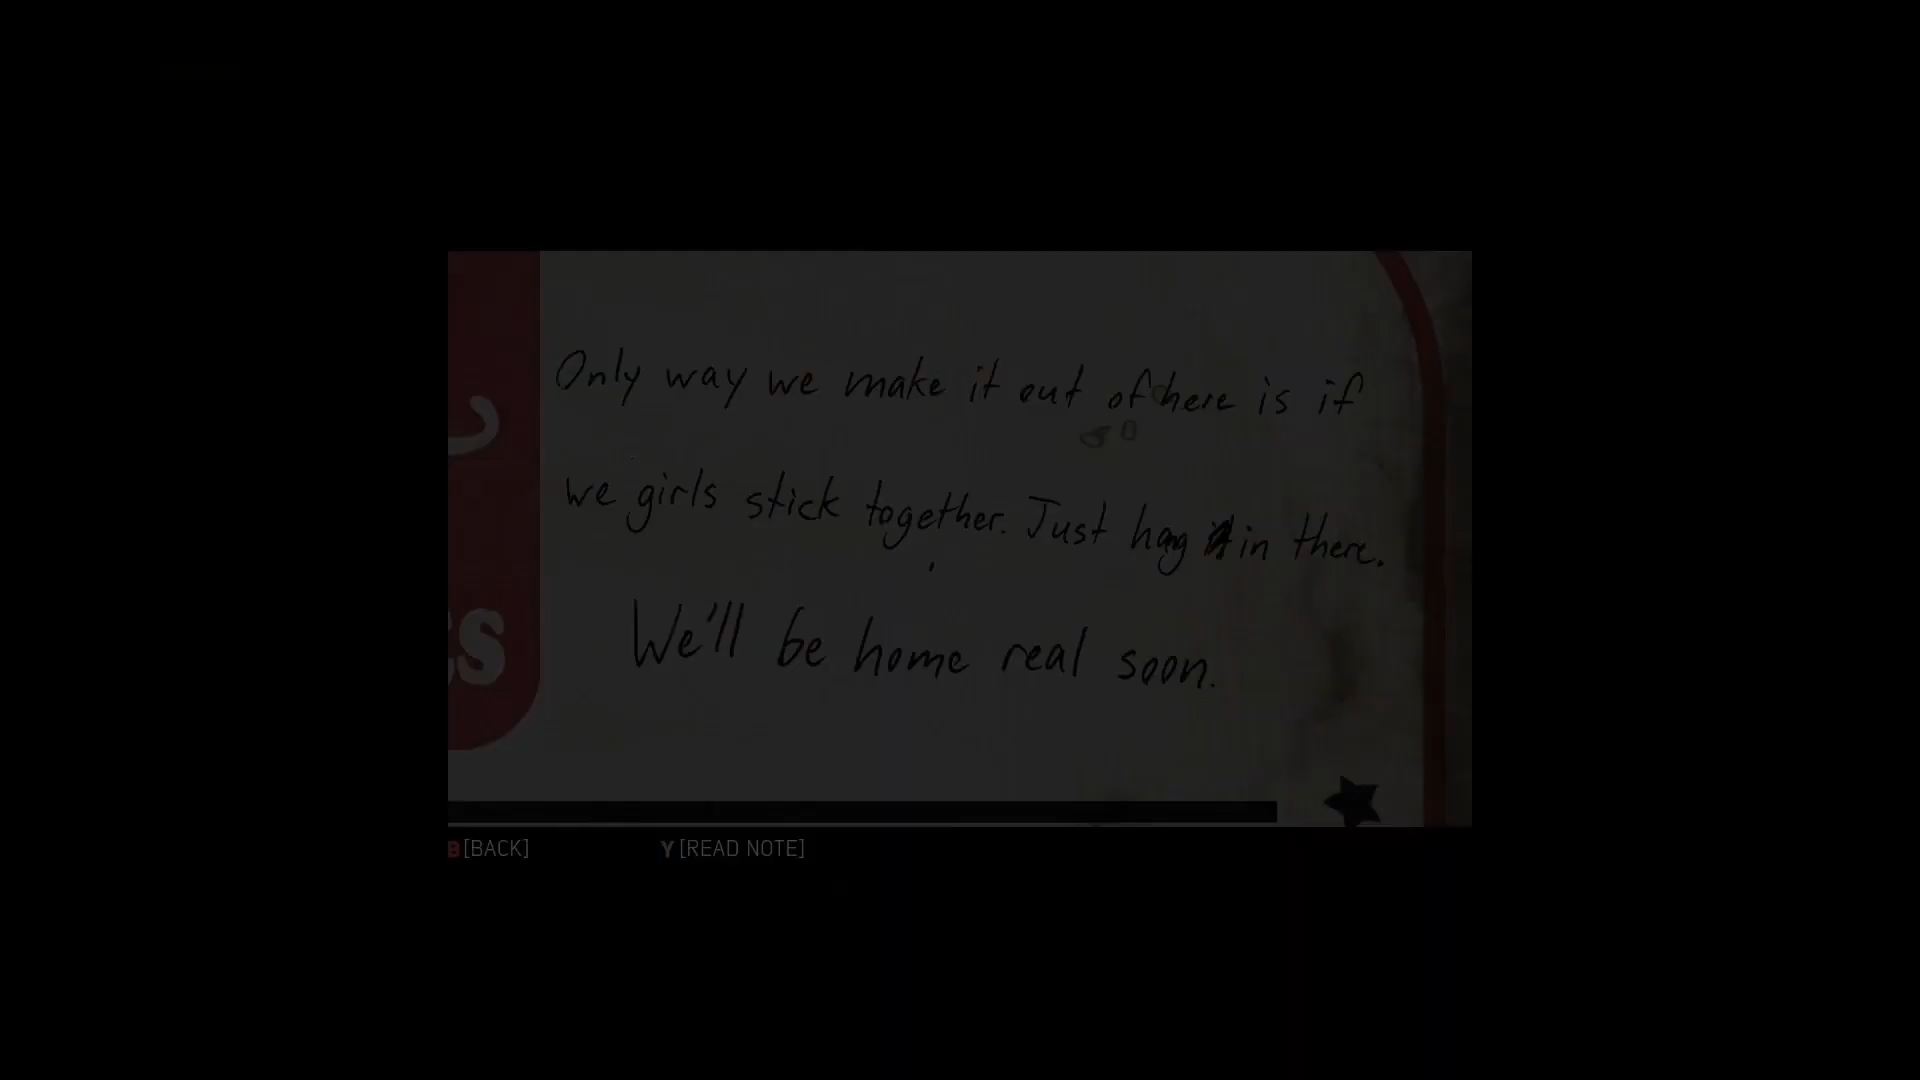 Only way we make it out of here is if
we girls stick together. Just hang in there.
We'll be home real soon.
B [BACK] Y [READ NOTE]